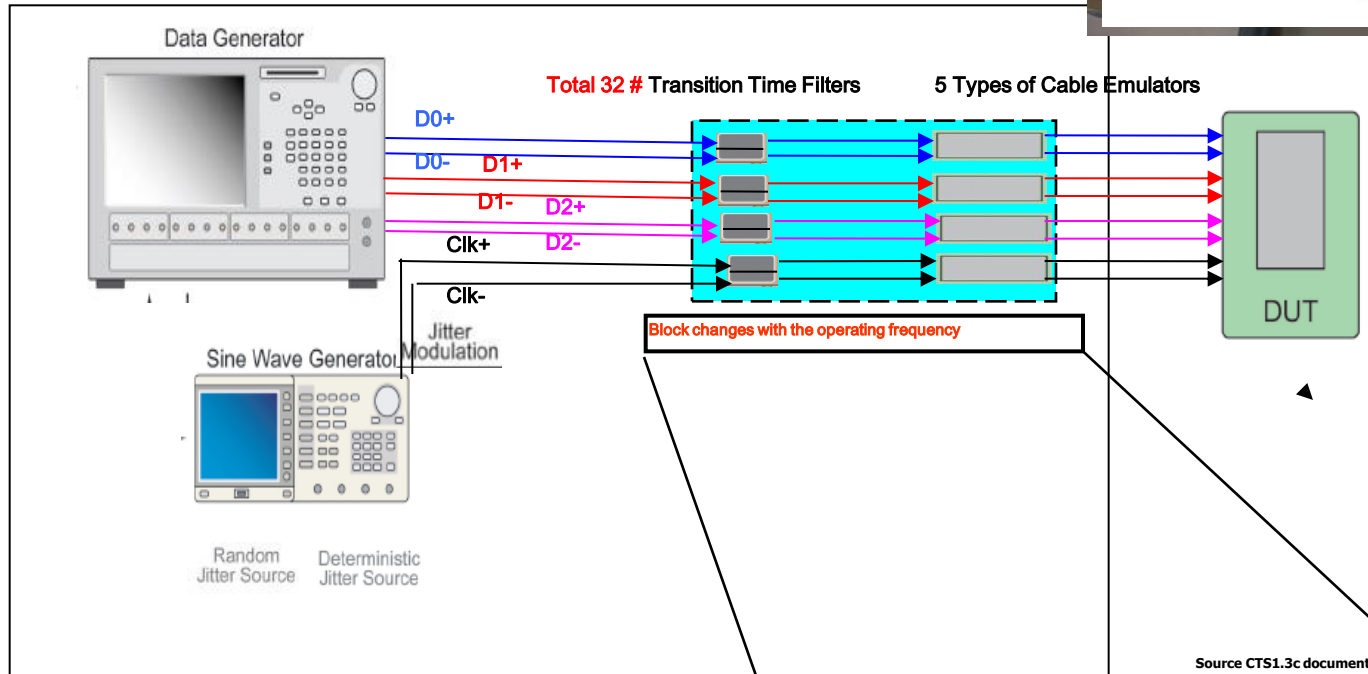 Data Generator
Total 32 # Transition Time Filters
5 Types of Cable Emulators
D0+
D0-
D1+
D1-
D2+
D2-
Clk+
Clk-
Jitter
Modulation
Block changes with the operating frequency
DUT
Sine Wave Generator
Random
Jitter Source
Deterministic
Jitter Source
Source CTS1.3c document